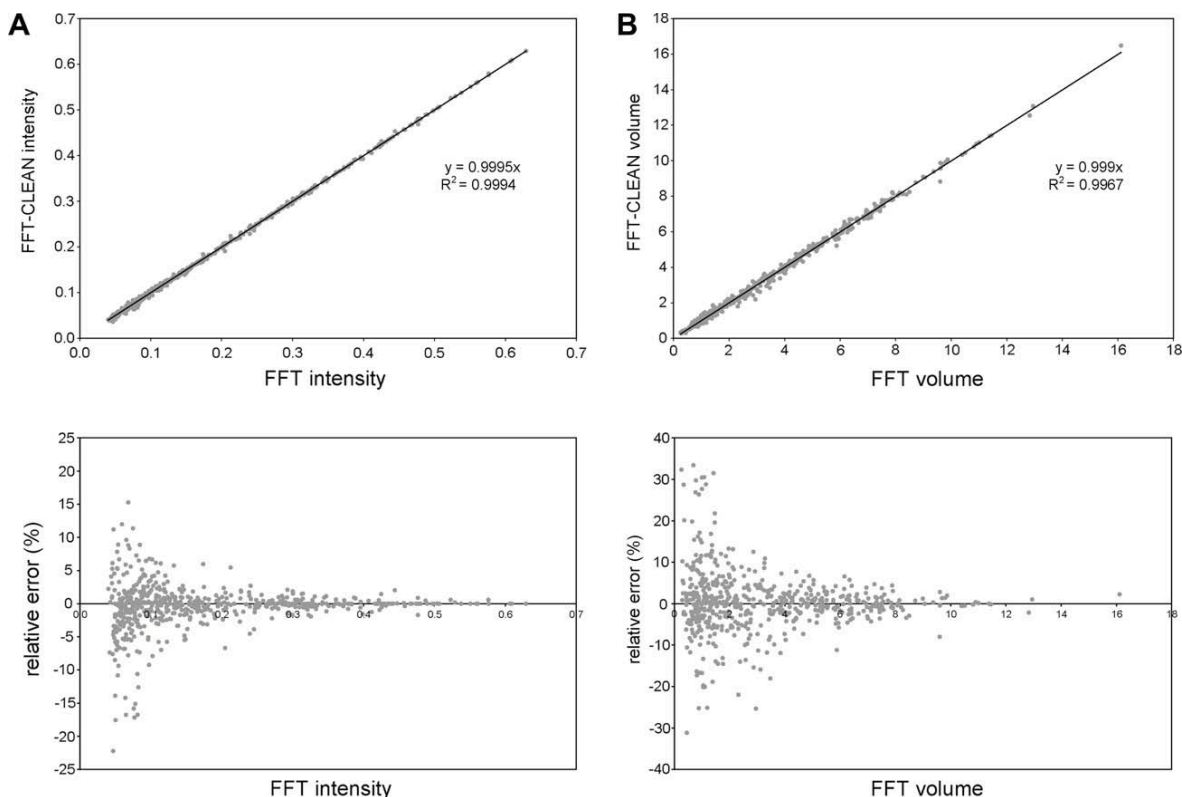 A
0.7
0.6
0.5
0.4
0.3
0.2
0.1
0.0
FFT-CLEAN intensity
y = 0.9995x
R² = 0.9994
0.0 0.1 0.2 0.3 0.4 0.5 0.6 0.7
FFT intensity
B
18
16
14
12
10
8
6
4
2
0
FFT-CLEAN volume
y = 0.999x
R² = 0.9967
0 2 4 6 8 10 12 14 16 18
FFT volume
25
20
15
10
5
0
-5
-10
-15
-20
-25
relative error (%)
0.0 0.1 0.2 0.3 0.4 0.5 0.6 0.7
FFT intensity
40
30
20
10
0
-10
-20
-30
-40
relative error (%)
0 2 4 6 8 10 12 14 16 18
FFT volume